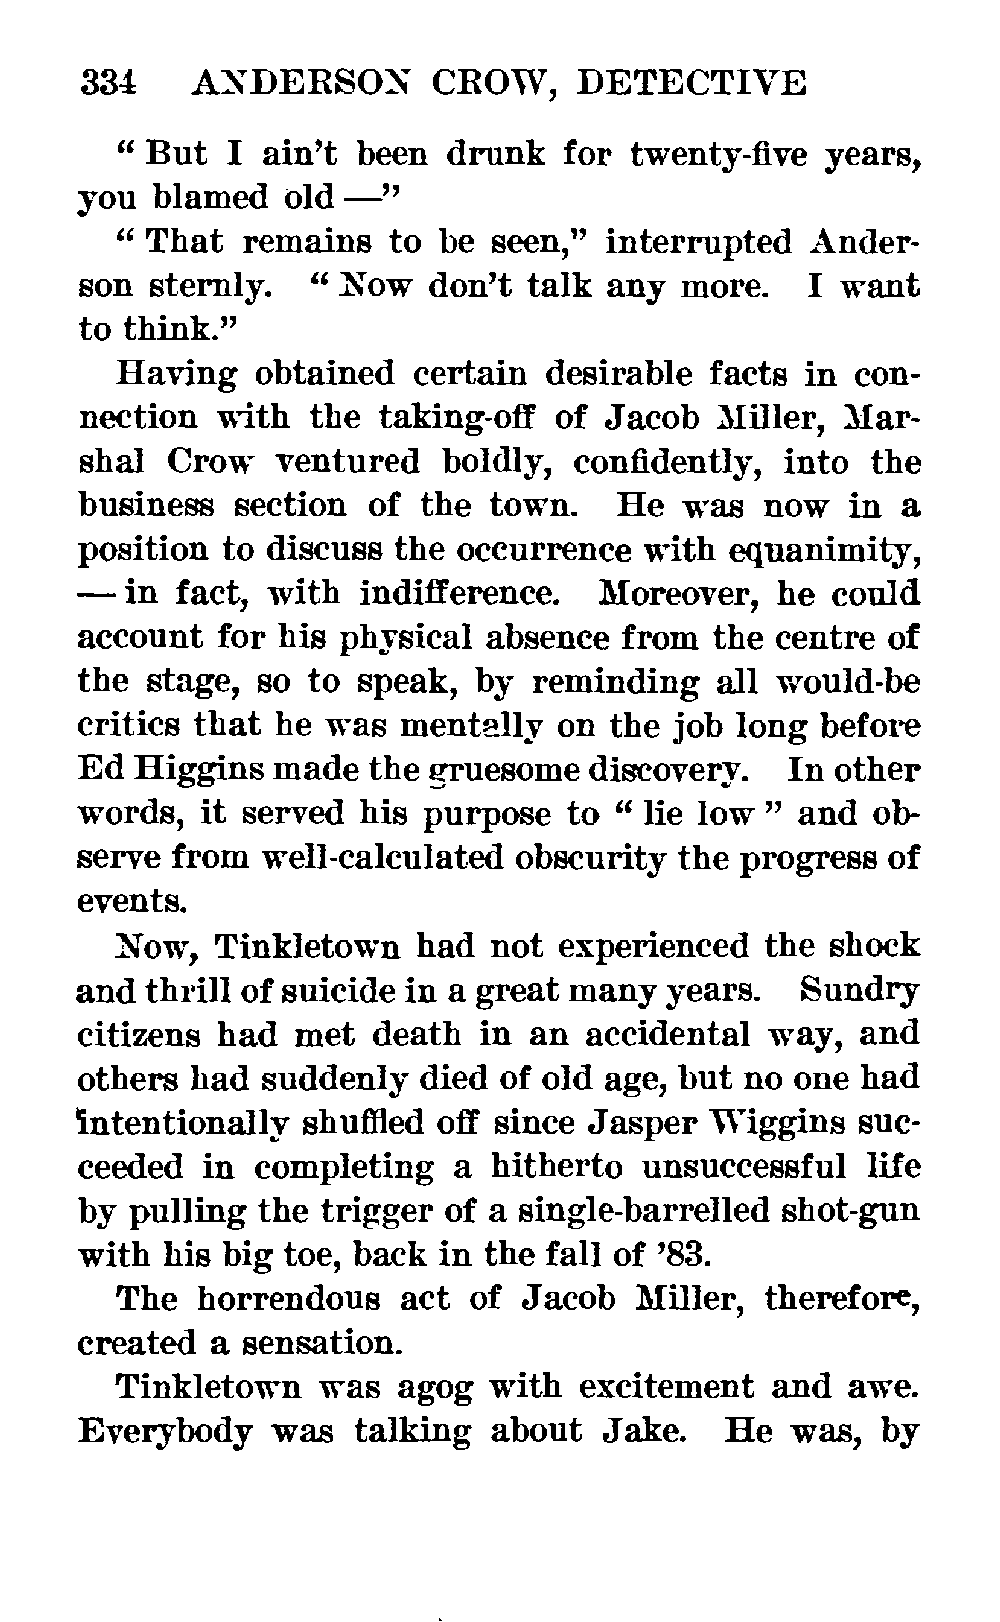 334 ANDERSON CROW, DETECTIVE
“ But I ain’t been drunk for twenty-five years,
you blamed old —”
“ That remains to be seen,” interrupted Ander-
son sternly. “ Now don’t talk any more. I want
to think.”
Having obtained certain desirable facts in con-
nection with the taking-off of Jacob Miller, Mar-
shal Crow ventured boldly, confidently, into the
business section of the town. He was now in a
position to discuss the occurrence with equanimity,
— in fact, with indifference. Moreover, he could
account for his physical absence from the centre of
the stage, so to speak, by reminding all would-be
critics that he was mentally on the job long before
Ed Higgins made the gruesome discovery. In other
words, it served his purpose to “ lie low ” and ob-
serve from well-calculated obscurity the progress of
events.
Now, Tinkletown had not experienced the shock
and thrill of suicide in a great many years. Sundry
citizens had met death in an accidental way, and
others had suddenly died of old age, but no one had
intentionally shuffled off since Jasper Wiggins suc-
ceeded in completing a hitherto unsuccessful life
by pulling the trigger of a single-barrelled shot-gun
with his big toe, back in the fall of ’83.
The horrendous act of Jacob Miller, therefore,
created a sensation.
Tinkletown was agog with excitement and awe.
Everybody was talking about Jake. He was, by